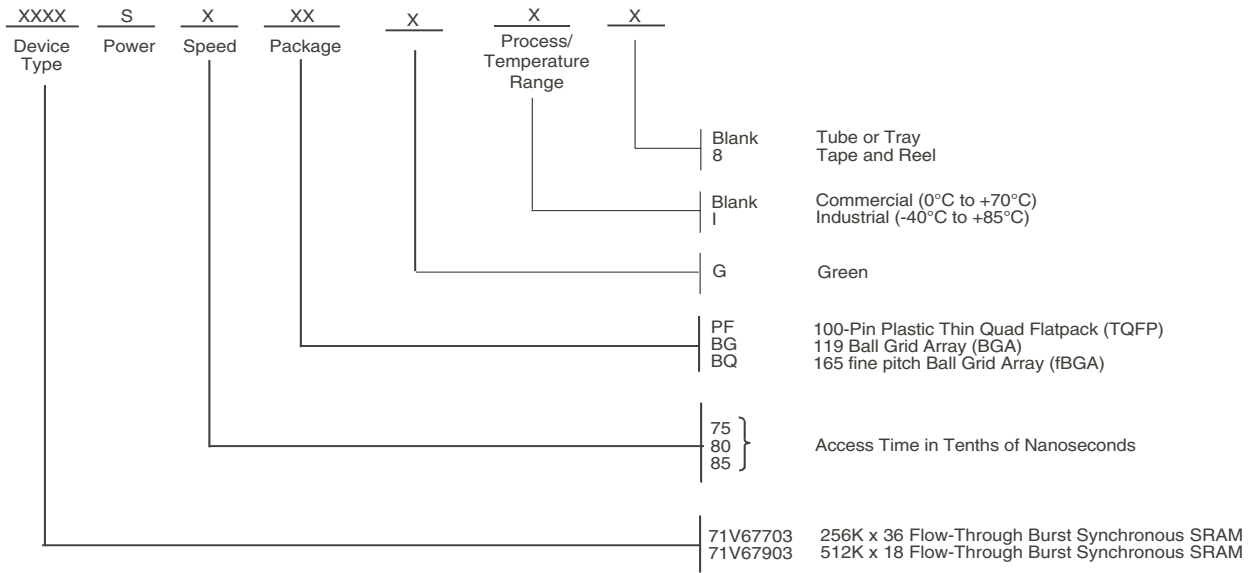 XXXX S X XX X X X
Device Type Power Speed Package Process/ Temperature Range
Blank Tube or Tray
8 Tape and Reel
Blank Commercial (0°C to +70°C)
I Industrial (-40°C to +85°C)
G Green
PF 100-Pin Plastic Thin Quad Flatpack (TQFP)
BG 119 Ball Grid Array (BGA)
BQ 165 fine pitch Ball Grid Array (fBGA)
75
80 Access Time in Tenths of Nanoseconds
85
71V67703 256K x 36 Flow-Through Burst Synchronous SRAM
71V67903 512K x 18 Flow-Through Burst Synchronous SRAM